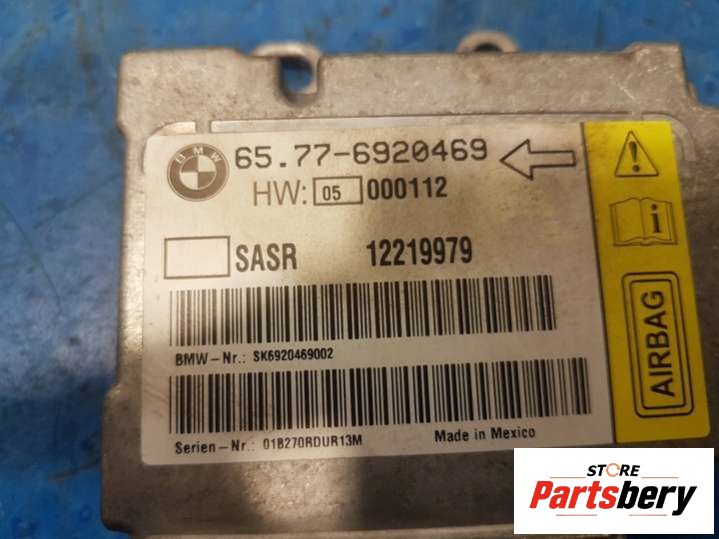 BMW
65.77-6920469
HW: 05 000112
SASR 12219979
BMW-Nr.: SK6920469002
Serien-Nr.: 01B270RDUR13M Made in Mexico
AIRBAG
STORE
Partsbery